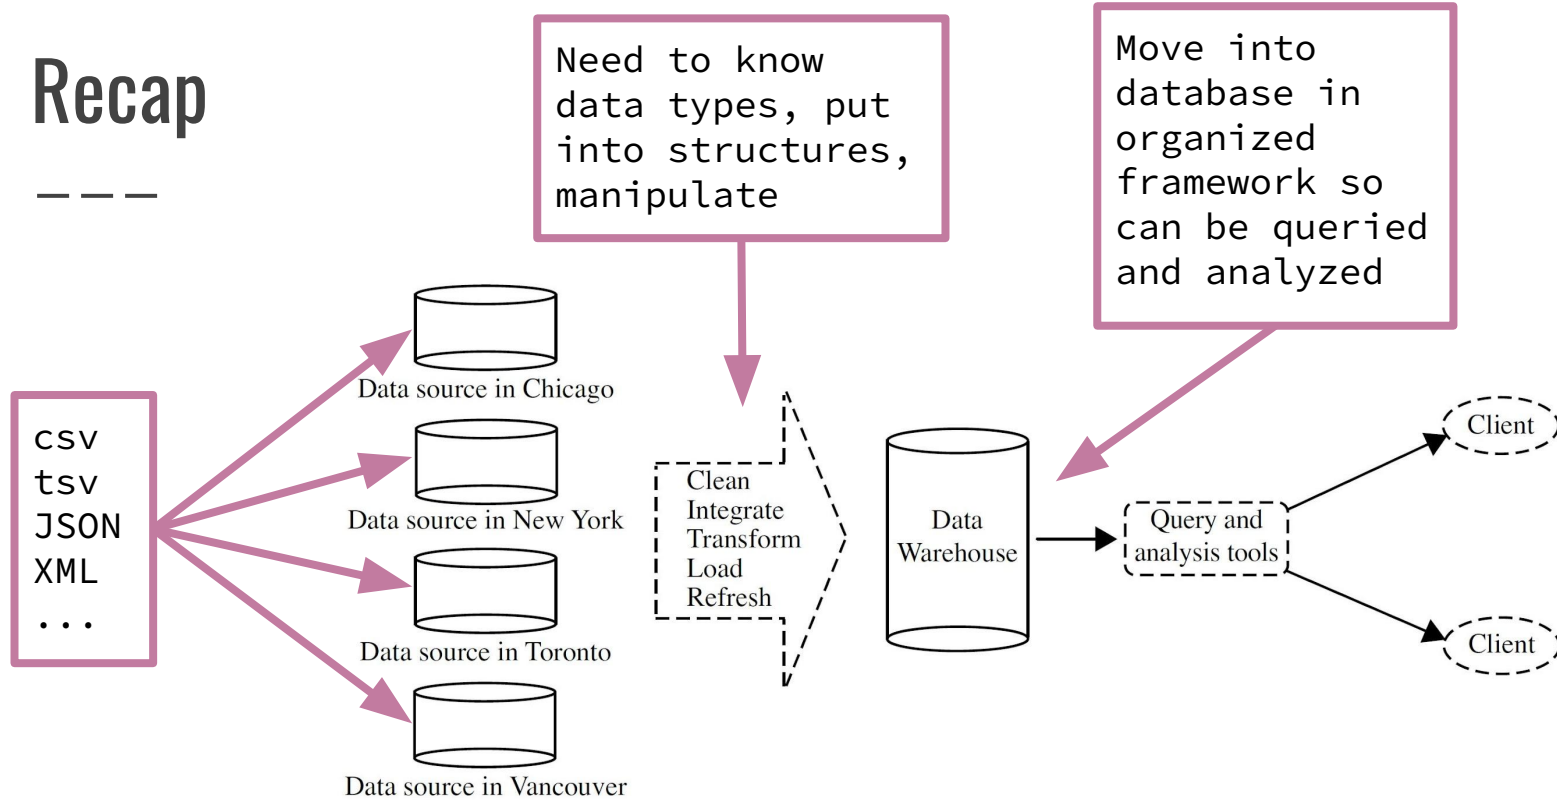 Recap
Need to know
data types, put
into structures,
manipulate
Move into
database in
organized
framework so
can be queried
and analyzed
csv
tsv
JSON
XML
...
Data source in Chicago
Data source in New York
Data source in Toronto
Data source in Vancouver
Clean
Integrate
Transform
Load
Refresh
Data
Warehouse
Query and
analysis tools
Client
Client